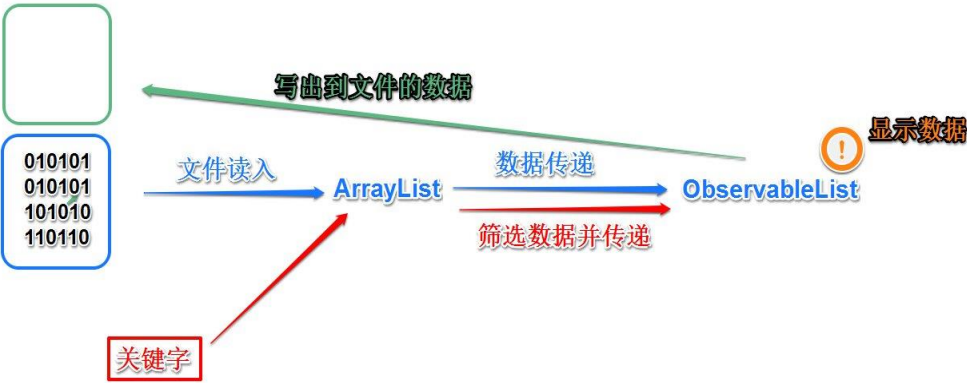 写出到文件的数据
显示数据
010101
010101
101010
110110
文件读入
ArrayList
数据传递
ObservableList
筛选数据并传递
关键字
!